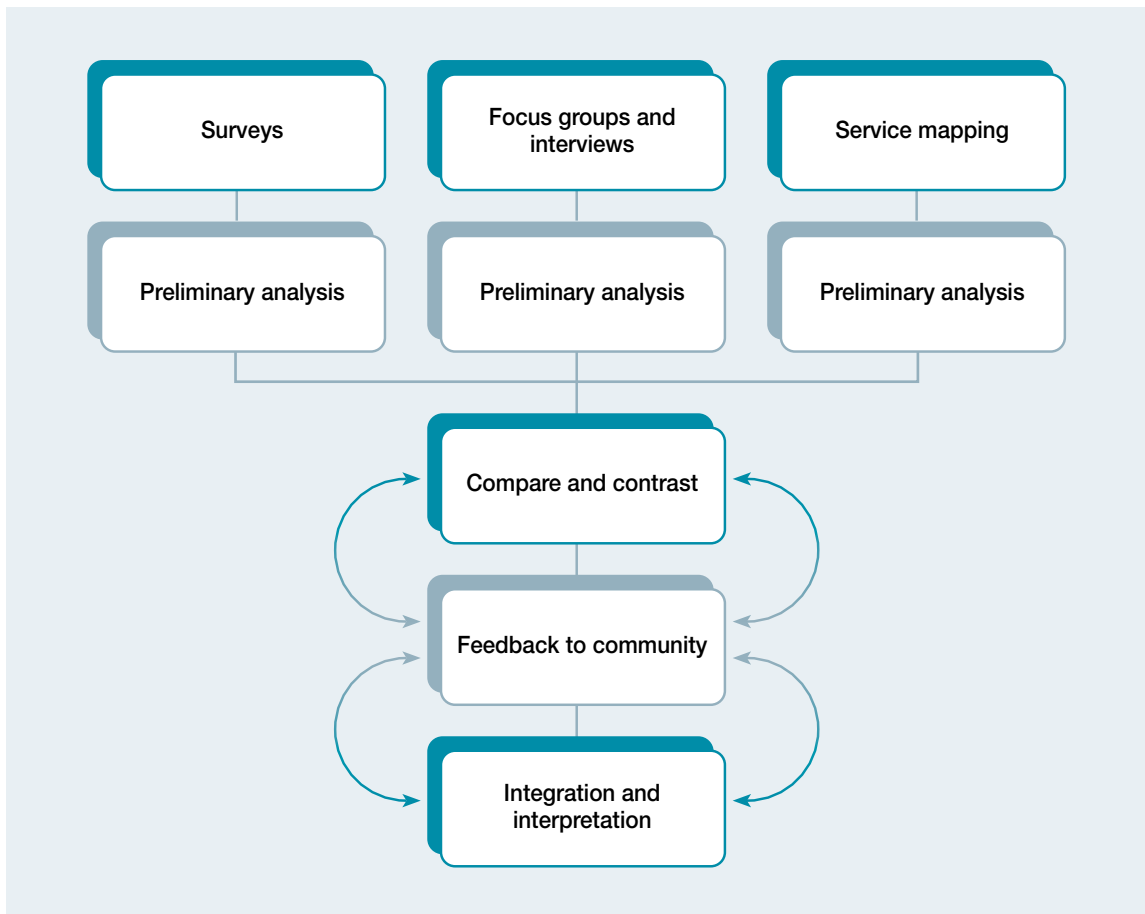 Surveys
Focus groups and
interviews
Service mapping
Preliminary analysis
Preliminary analysis
Preliminary analysis
Compare and contrast
Feedback to community
Integration and
interpretation